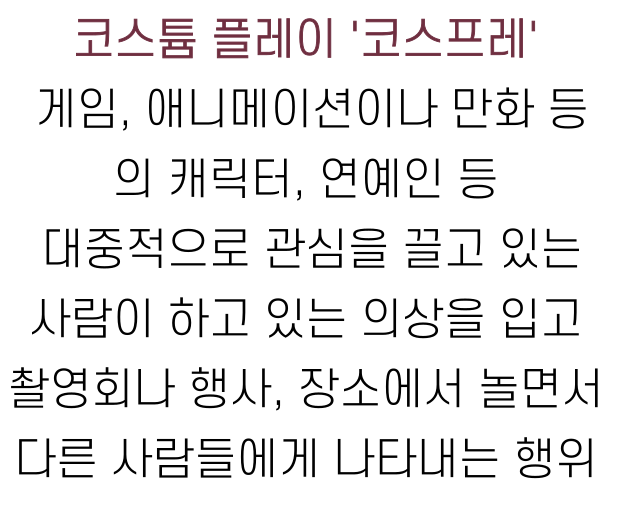 코스튬 플레이 '코스프레'
게임, 애니메이션이나 만화 등
의 캐릭터, 연예인 등
대중적으로 관심을 끌고 있는
사람이 하고 있는 의상을 입고
촬영회나 행사, 장소에서 놀면서
다른 사람들에게 나타내는 행위